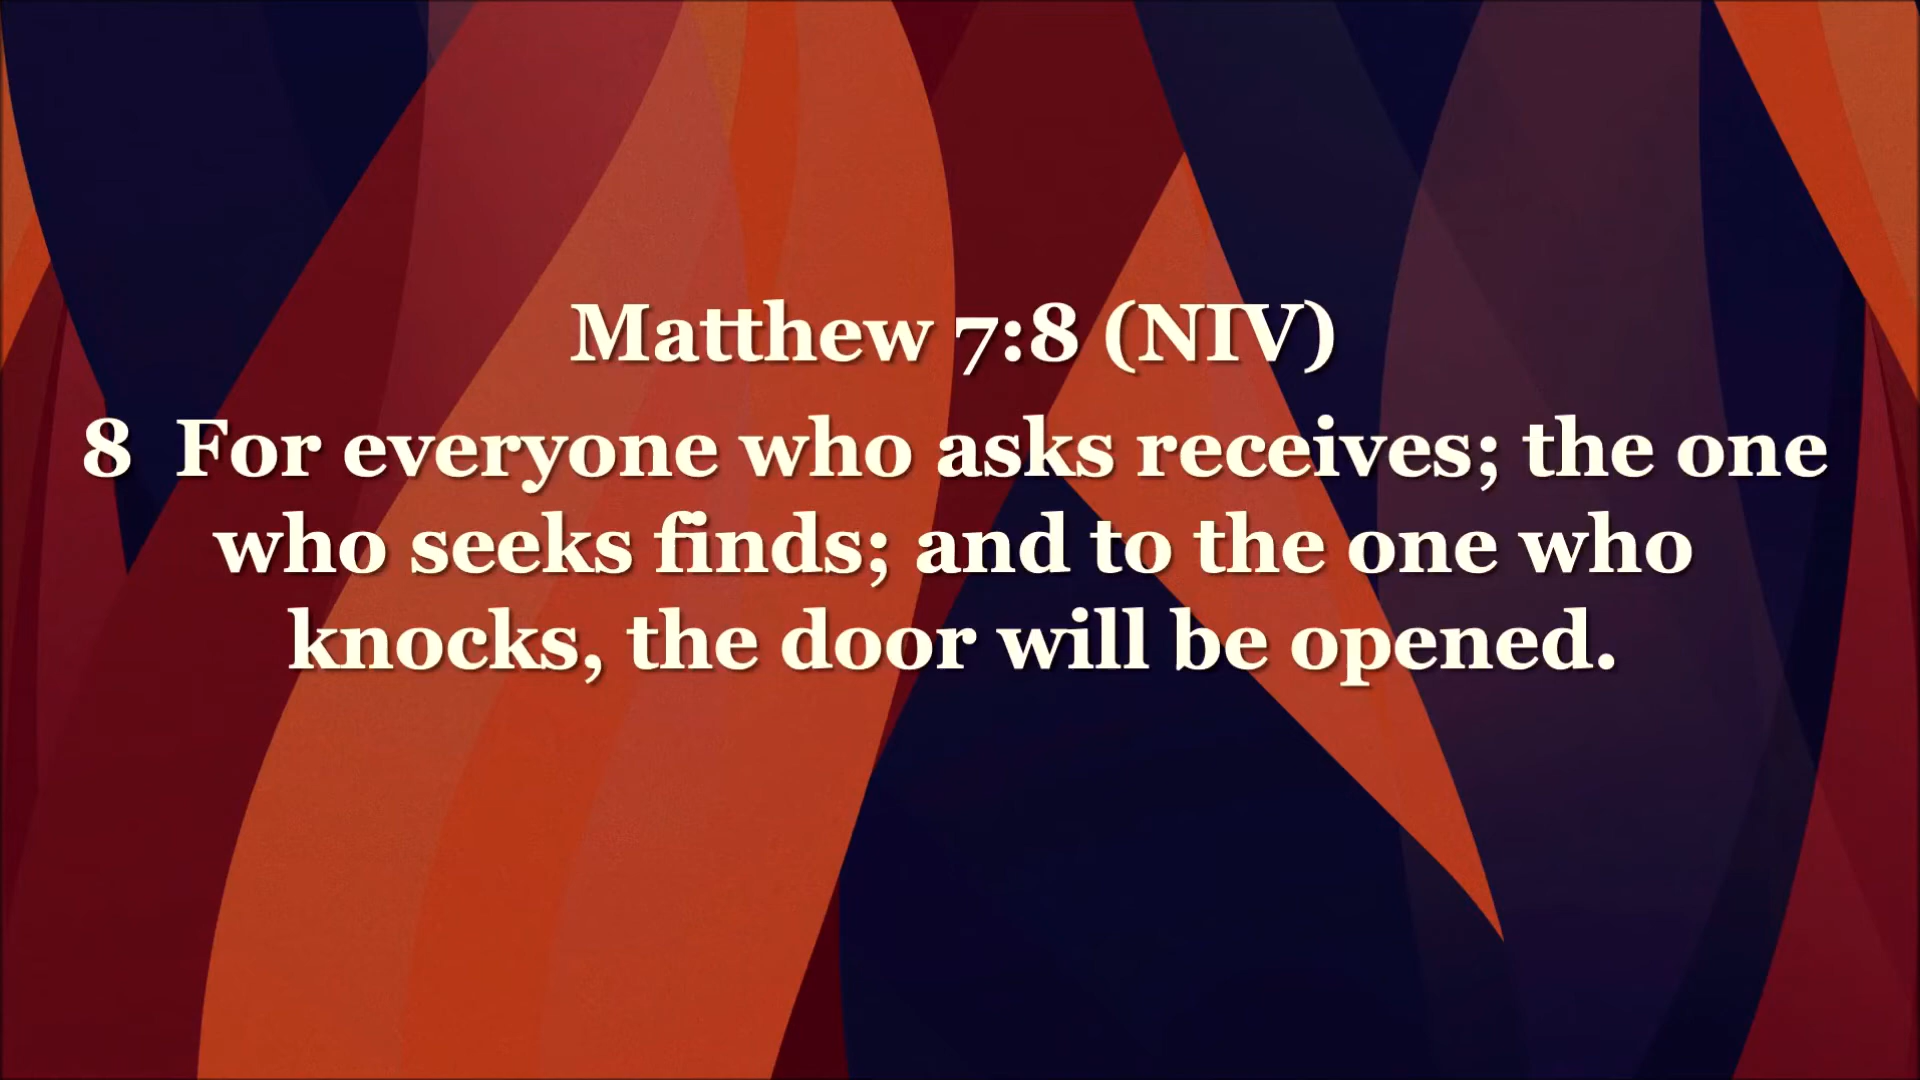 Matthew 7:8 (NIV)
8 For everyone who asks receives; the one
who seeks finds; and to the one who
knocks, the door will be opened.